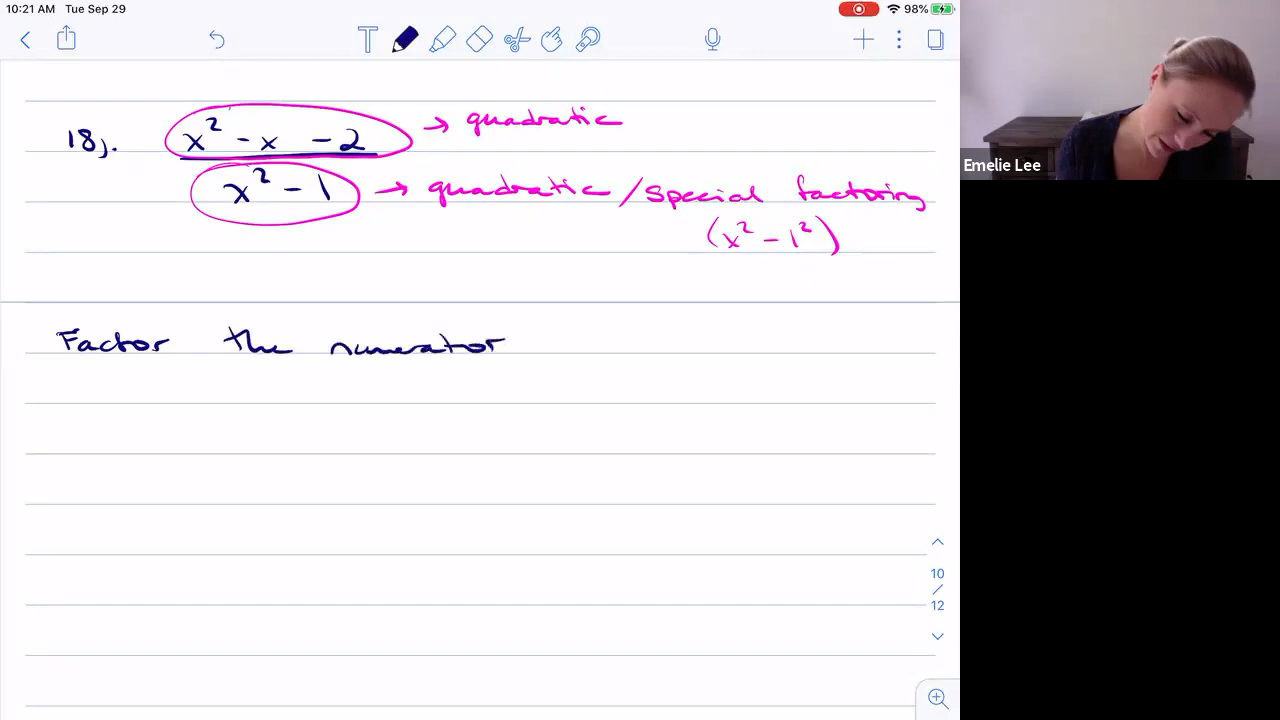 10:21 AM Tue Sep 29
98%
T
18j. x² - x - 2 → quadratic
x² - 1 → quadratic / special factoring
(x² - 1²)
Emelie Lee
Factor the numerator
10
/
12